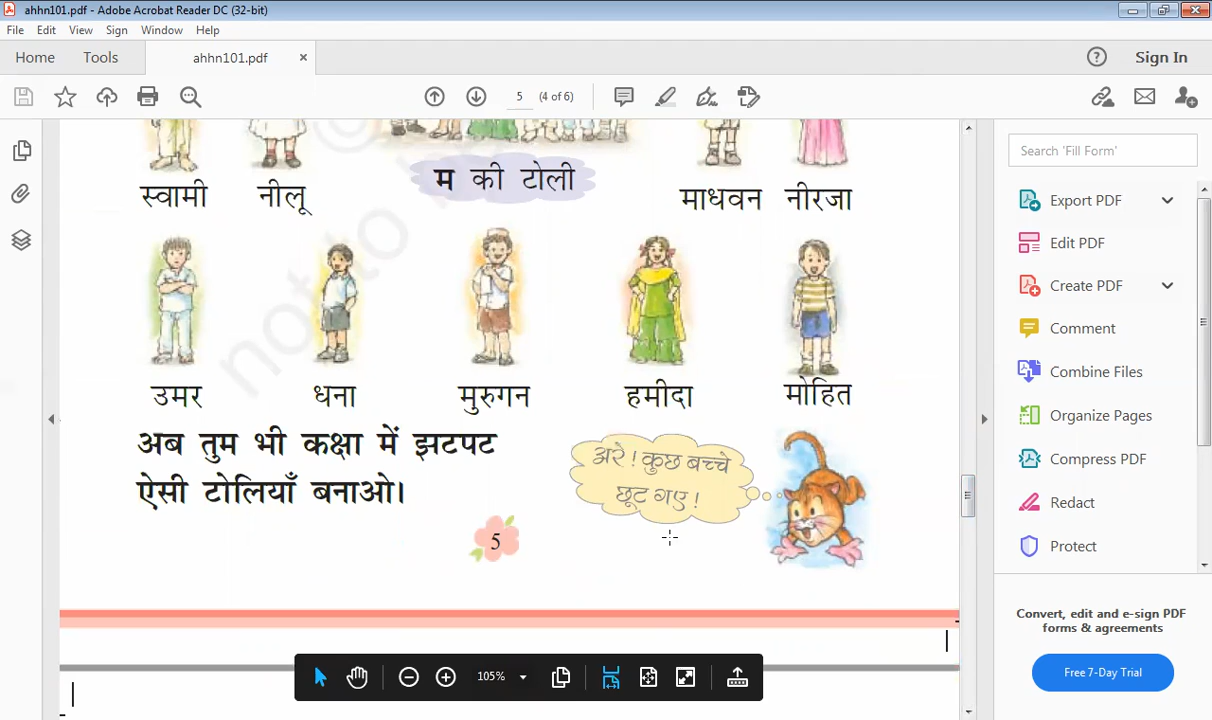 ahhn101.pdf - Adobe Acrobat Reader DC (32-bit)
File Edit View Sign Window Help
Home Tools ahhn101.pdf × Sign In
5 (4 of 6)
Search 'Fill Form'
स्वामी नीलू म की टोली माधवन नीरजा
Export PDF
Edit PDF
Create PDF
Comment
Combine Files
Organize Pages
Compress PDF
Redact
Protect
not to
उमर धना मुरुगन हमीदा मोहित
अब तुम भी कक्षा में झटपट
ऐसी टोलियाँ बनाओ।
अरे! कुछ बच्चे
छूट गए!
5
Convert, edit and e-sign PDF
forms & agreements
Free 7-Day Trial
105%